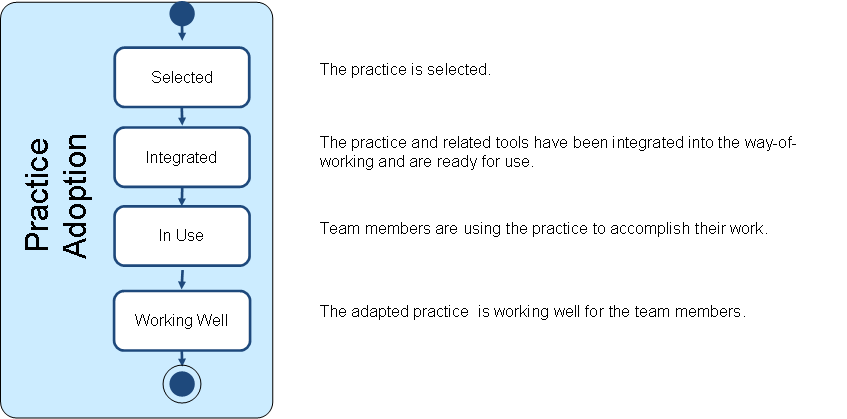 Practice
Adoption
Selected
The practice is selected.
Integrated
The practice and related tools have been integrated into the way-of-
working and are ready for use.
In Use
Team members are using the practice to accomplish their work.
Working Well
The adapted practice  is working well for the team members.